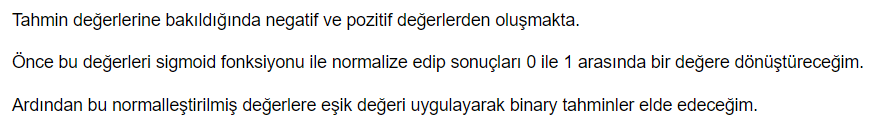 Tahmin değerlerine bakıldığında negatif ve pozitif değerlerden oluşmakta.
Önce bu değerleri sigmoid fonksiyonu ile normalize edip sonuçları 0 ile 1 arasında bir değere dönüştüreceğim.
Ardından bu normalleştirilmiş değerlere eşik değeri uygulayarak binary tahminler elde edeceğim.